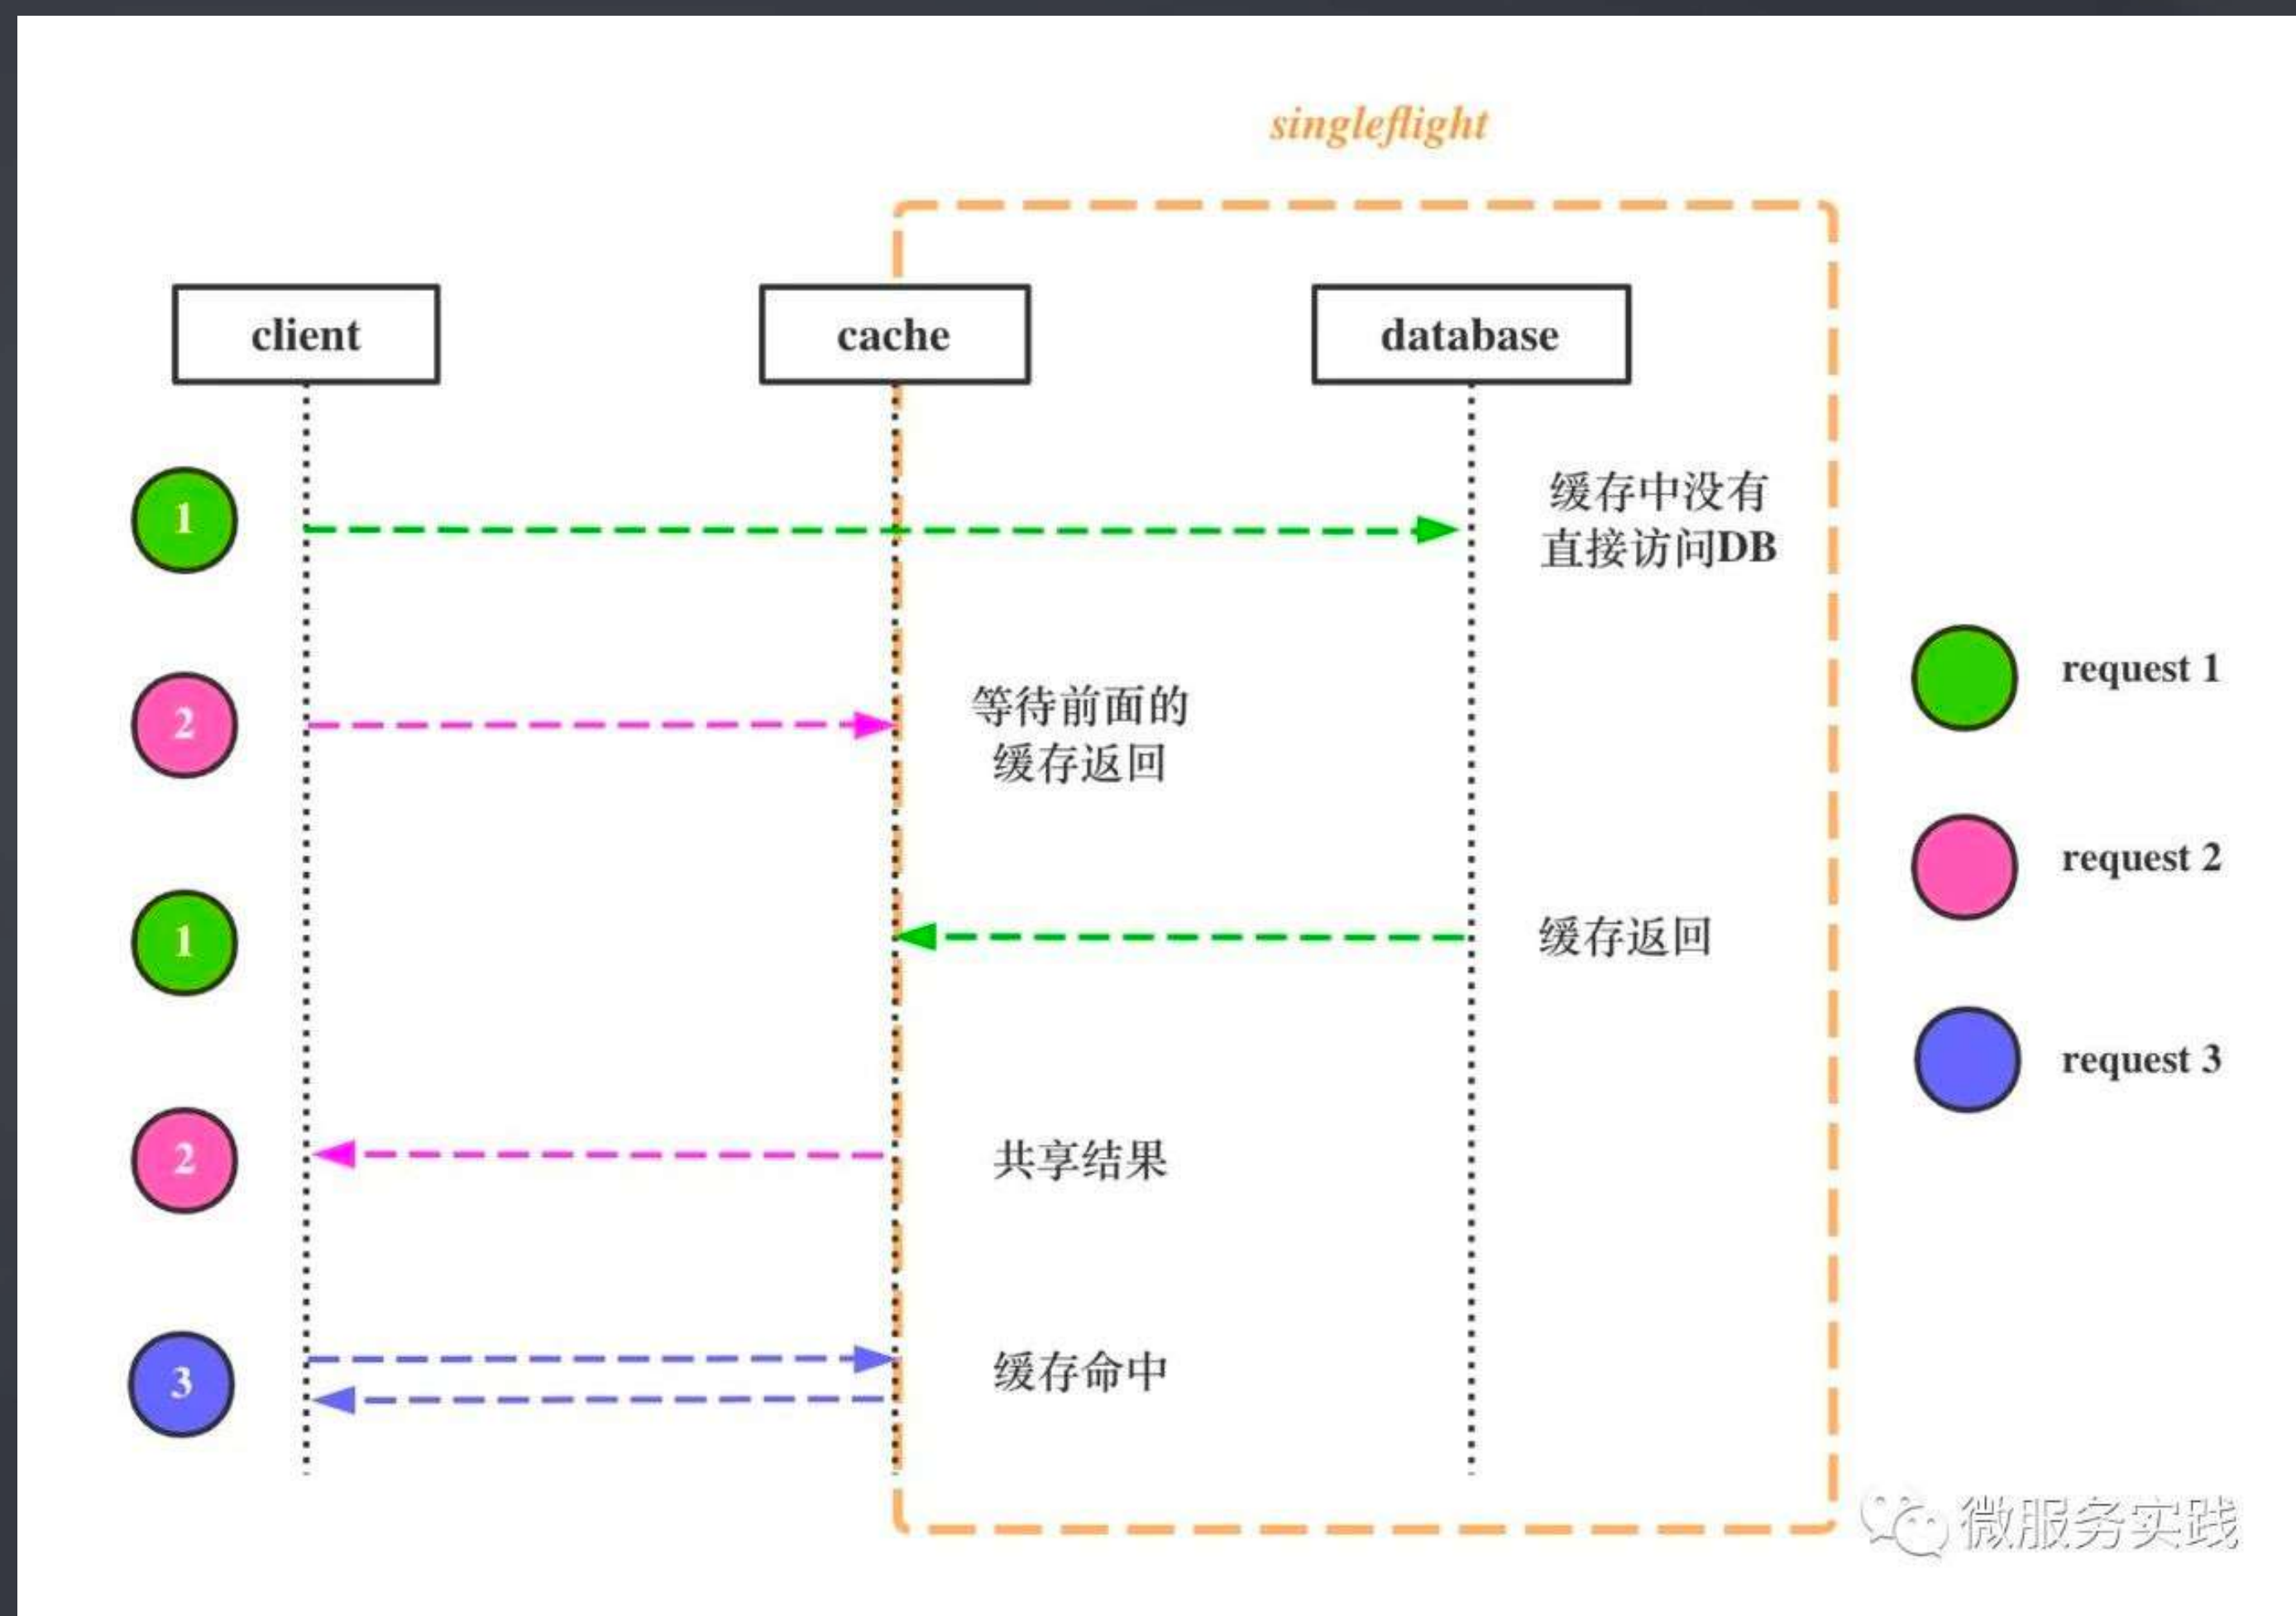 singleflight
client
cache
database
1
缓存中没有
直接访问DB
request 1
2
等待前面的
缓存返回
request 2
1
缓存返回
request 3
2
共享结果
3
缓存命中
微服务实践